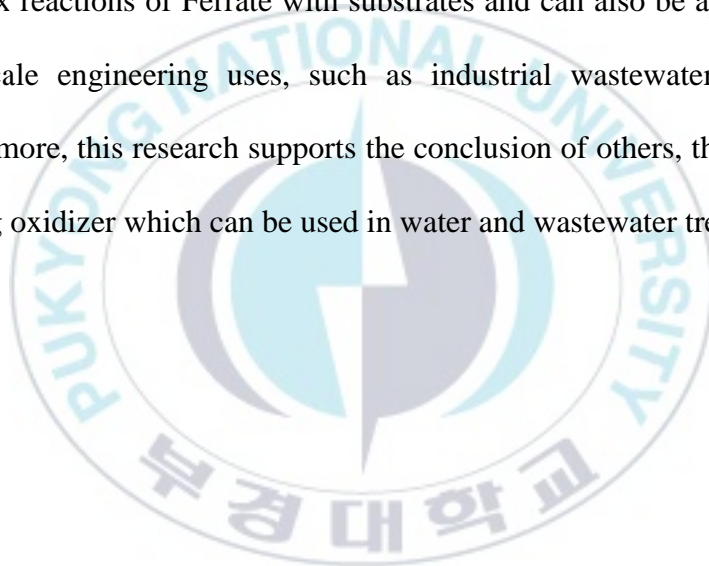 reactions of Ferrate with substrates and can also be a
cale engineering uses, such as industrial wastewater
more, this research supports the conclusion of others, th
oxidizer which can be used in water and wastewater tre
PUKYONG NATIONAL UNIVERSITY
부경대학교